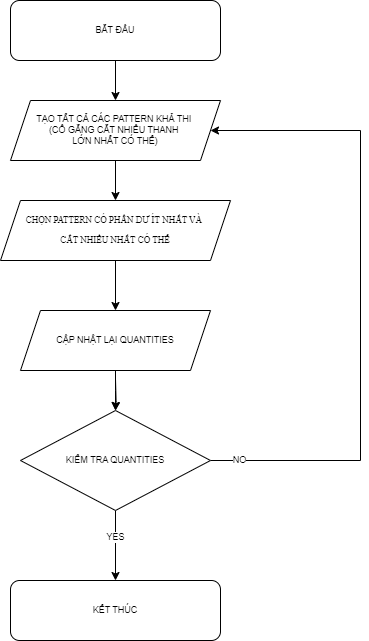 BẮT ĐẦU
TẠO TẤT CẢ CÁC PATTERN KHẢ THI
(CỐ GẮNG CẮT NHIỀU THANH
LỚN NHẤT CÓ THỂ)
CHỌN PATTERN CÓ PHẦN DƯ ÍT NHẤT VÀ
CẮT NHIỀU NHẤT CÓ THỂ
CẬP NHẬT LẠI QUANTITIES
KIỂM TRA QUANTITIES
NO
YES
KẾT THÚC